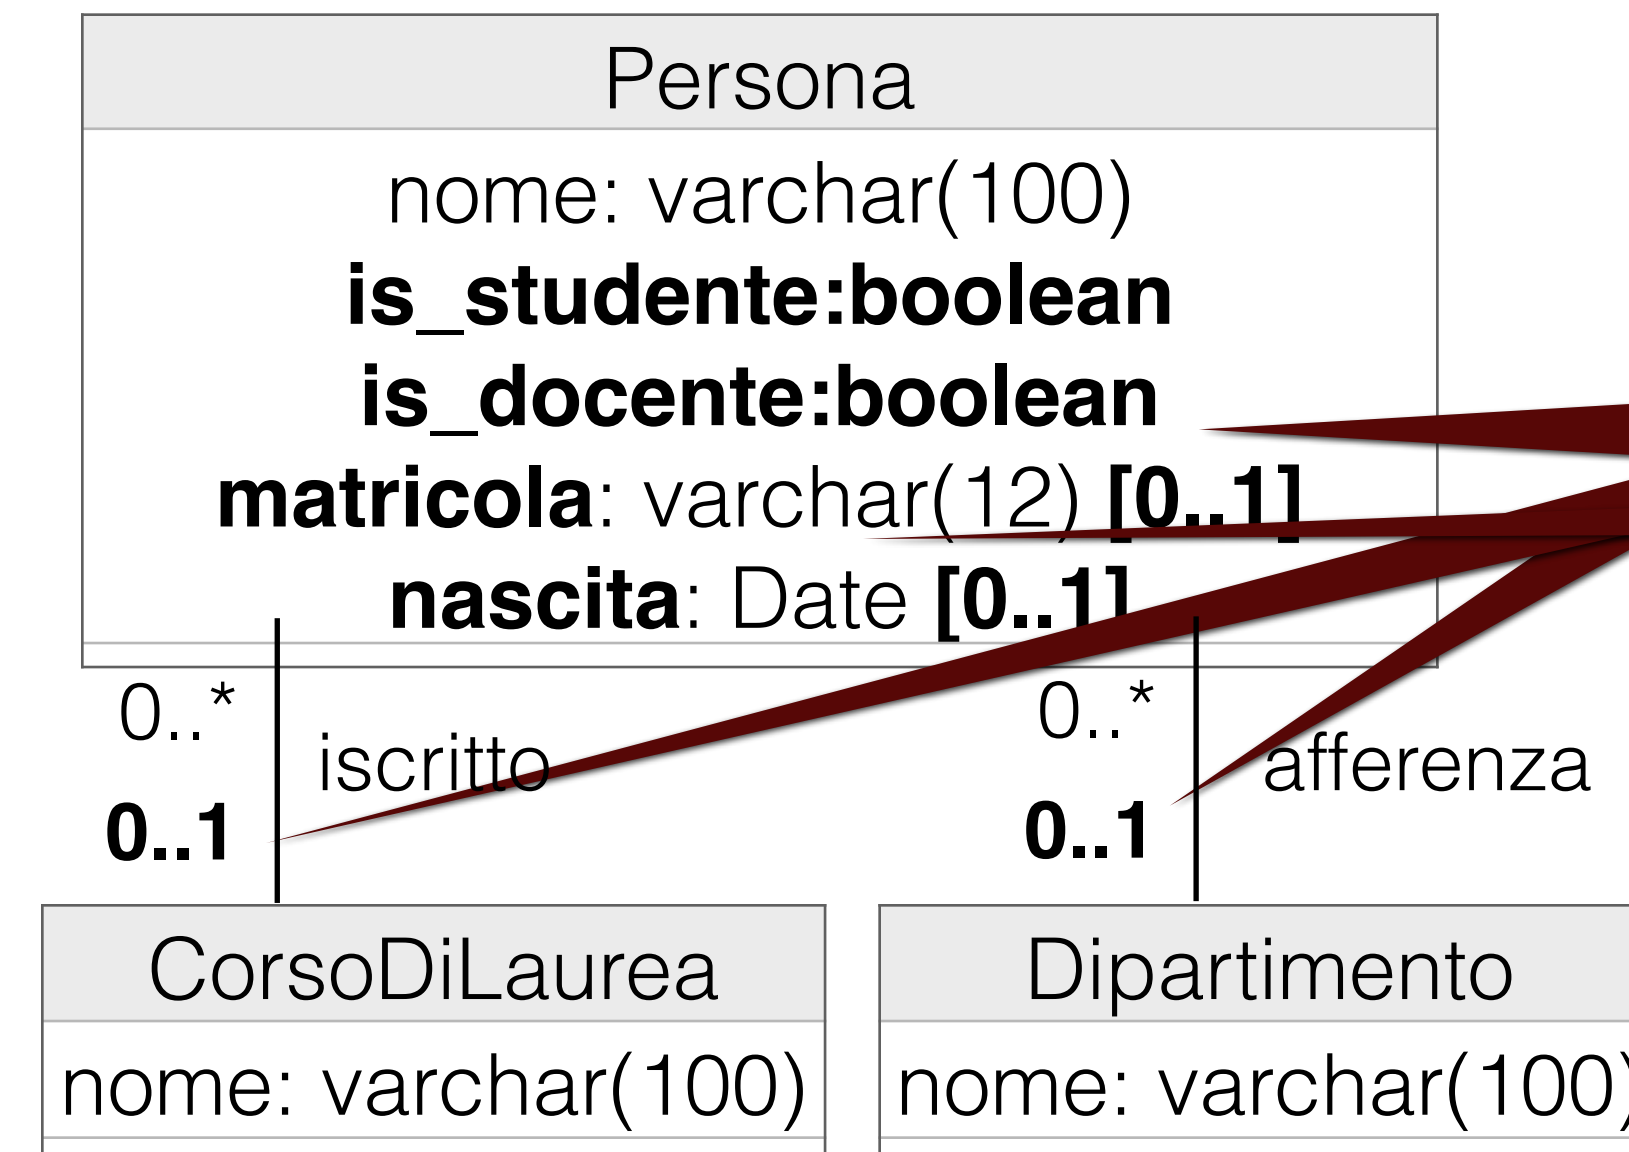 Persona
nome: varchar(100)
is_studente:boolean
is_docente:boolean
matricola: varchar(12) [0..1]
nascita: Date [0..1]
0..*
0..*
iscritto
afferenza
0..1
0..1
CorsoDiLaurea
Dipartimento
nome: varchar(100)
nome: varchar(100)